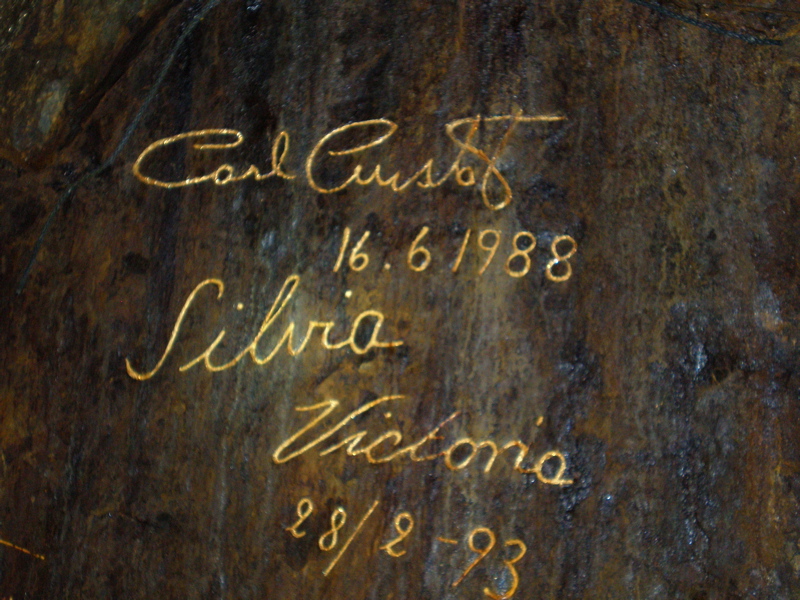 Carl Gustaf
16.6 1988
Silvia
Victoria
28/2-93